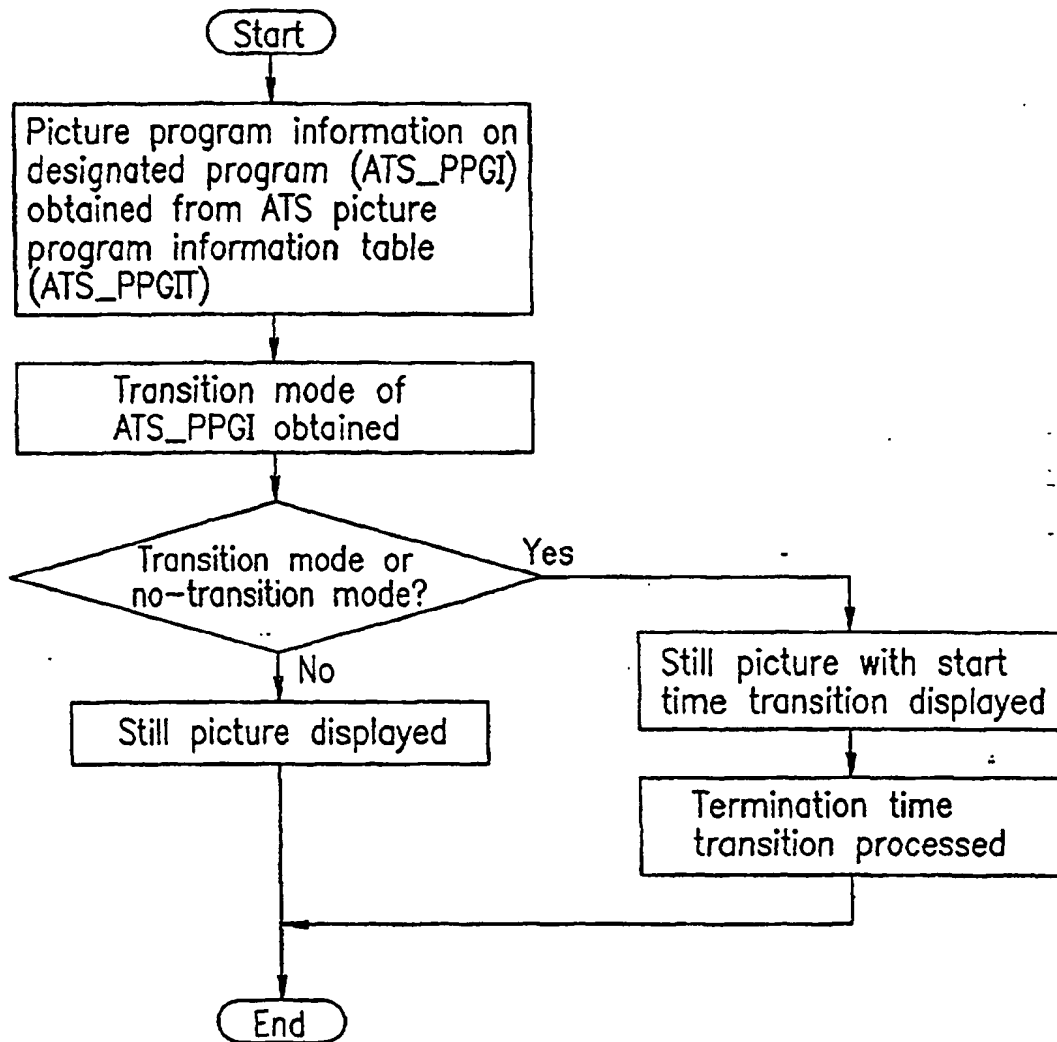 Start
Picture program information on
designated program (ATS_PPGI)
obtained from ATS picture
program information table
(ATS_PPGIT)
Transition mode of
ATS_PPGI obtained
Transition mode or
no-transition mode?
Yes
No
Still picture displayed
Still picture with start
time transition displayed
Termination time
transition processed
End